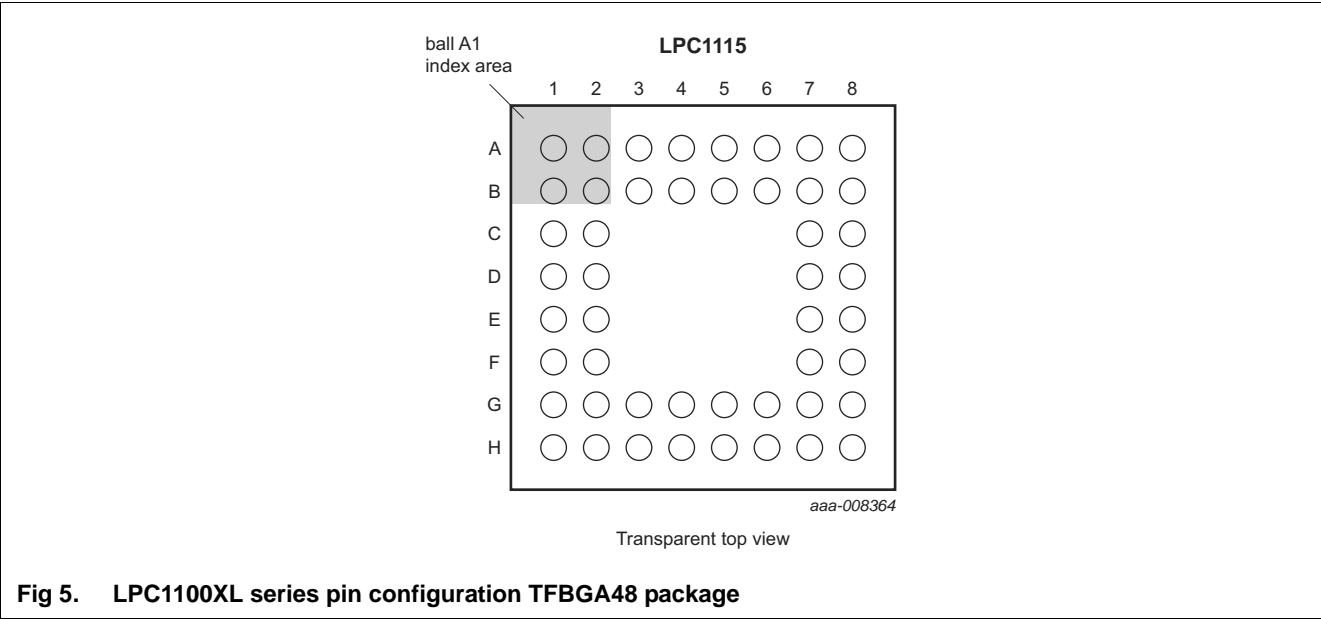 ball A1
index area
LPC1115
1 2 3 4 5 6 7 8
A
B
C
D
E
F
G
H
aaa-008364
Transparent top view
Fig 5. LPC1100XL series pin configuration TFBGA48 package